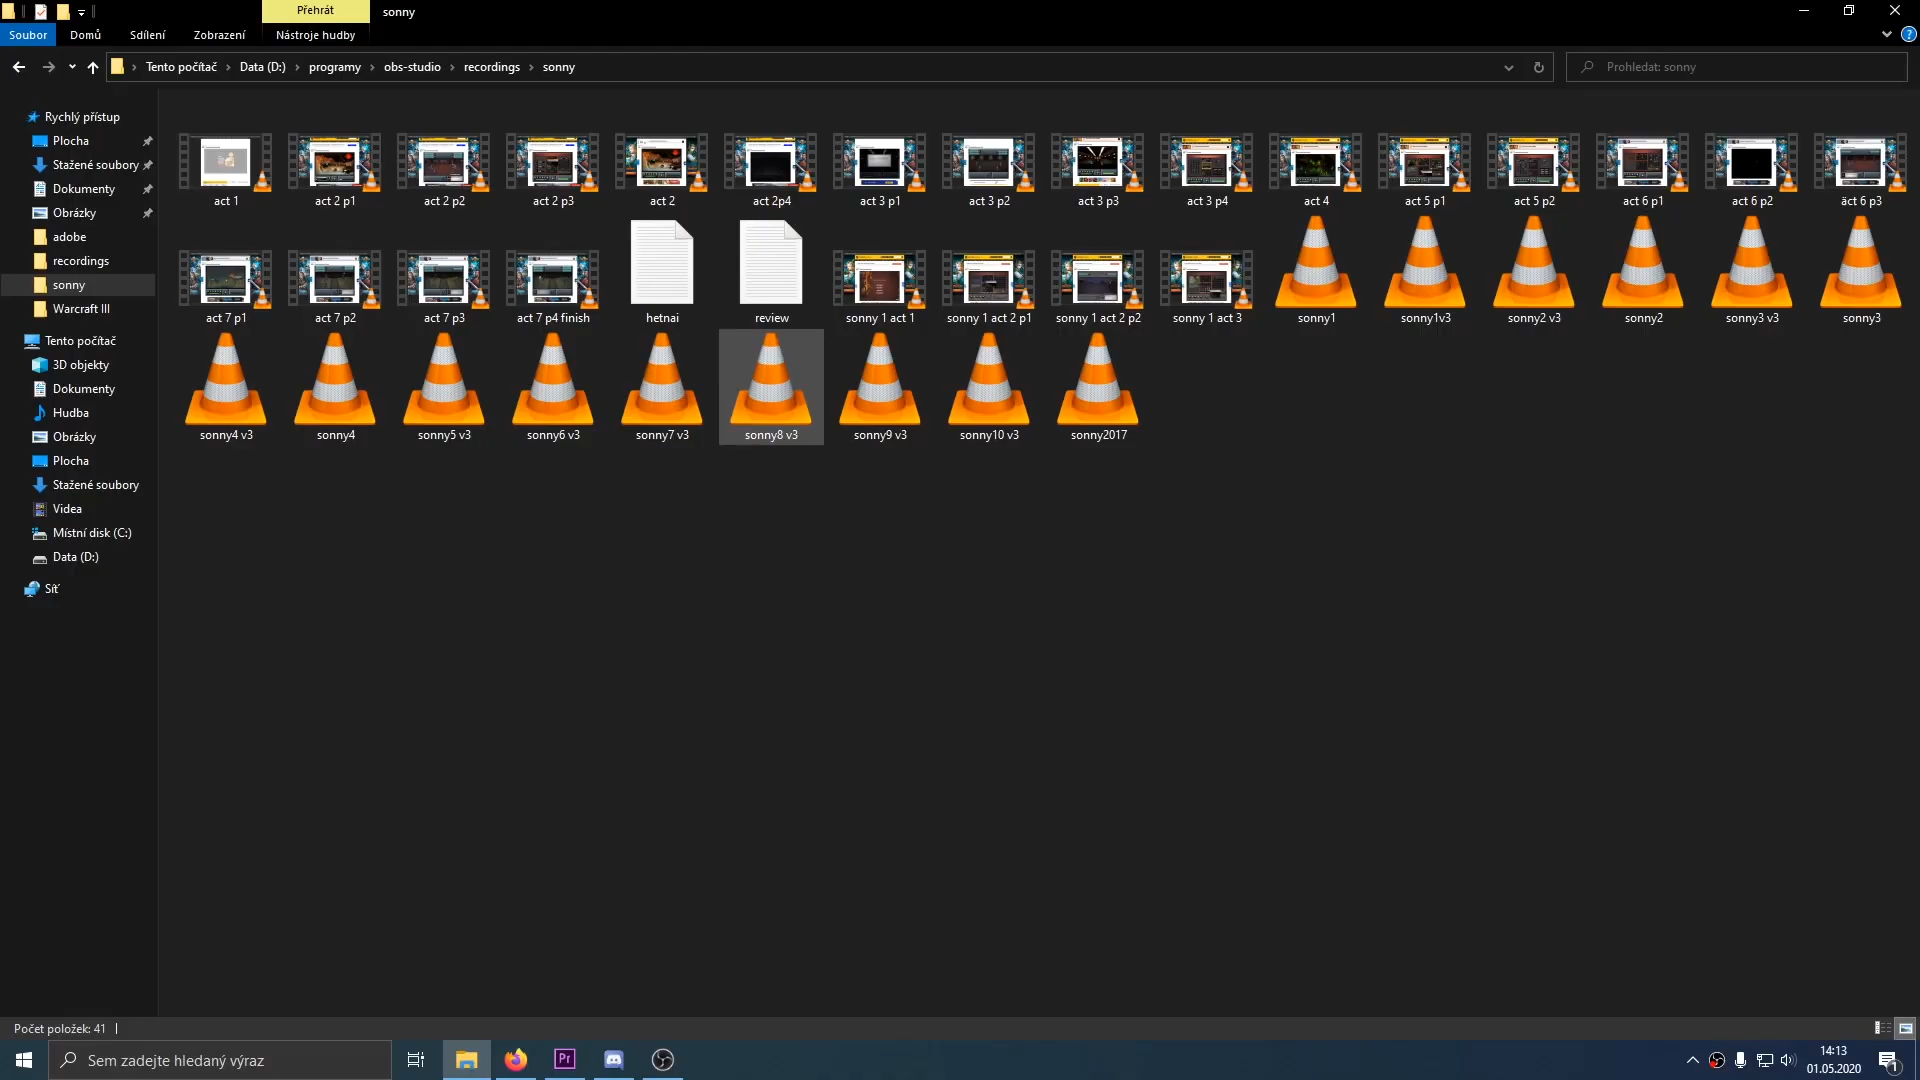 Přehrát
sonny
Soubor
Domů
Sdílení
Zobrazení
Nástroje hudby
Tento počítač
Data (D:)
programy
obs-studio
recordings
sonny
Prohledat: sonny
Rychlý přístup
Plocha
Stažené soubory
Dokumenty
Obrázky
adobe
recordings
sonny
Warcraft III
Tento počítač
3D objekty
Dokumenty
Hudba
Obrázky
Plocha
Stažené soubory
Videa
Místní disk (C:)
Data (D:)
Síť
act 1
act 2 p1
act 2 p2
act 2 p3
act 2
act 2p4
act 3 p1
act 3 p2
act 3 p3
act 3 p4
act 4
act 5 p1
act 5 p2
act 6 p1
act 6 p2
äct 6 p3
act 7 p1
act 7 p2
act 7 p3
act 7 p4 finish
hetnai
review
sonny 1 act 1
sonny 1 act 2 p1
sonny 1 act 2 p2
sonny 1 act 3
sonny1
sonny1v3
sonny2 v3
sonny2
sonny3 v3
sonny3
sonny4 v3
sonny4
sonny5 v3
sonny6 v3
sonny7 v3
sonny8 v3
sonny9 v3
sonny10 v3
sonny2017
Počet položek: 41
Sem zadejte hledaný výraz
Pr
14:13
01.05.2020
1